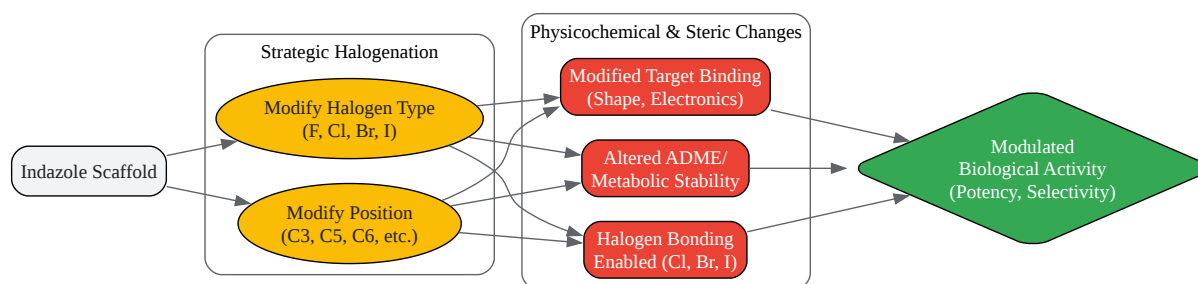 Strategic Halogenation
Physicochemical & Steric Changes
Indazole Scaffold
Modify Halogen Type
(F, Cl, Br, I)
Modify Position
(C3, C5, C6, etc.)
Modified Target Binding
(Shape, Electronics)
Altered ADME/
Metabolic Stability
Halogen Bonding
Enabled (Cl, Br, I)
Modulated
Biological Activity
(Potency, Selectivity)